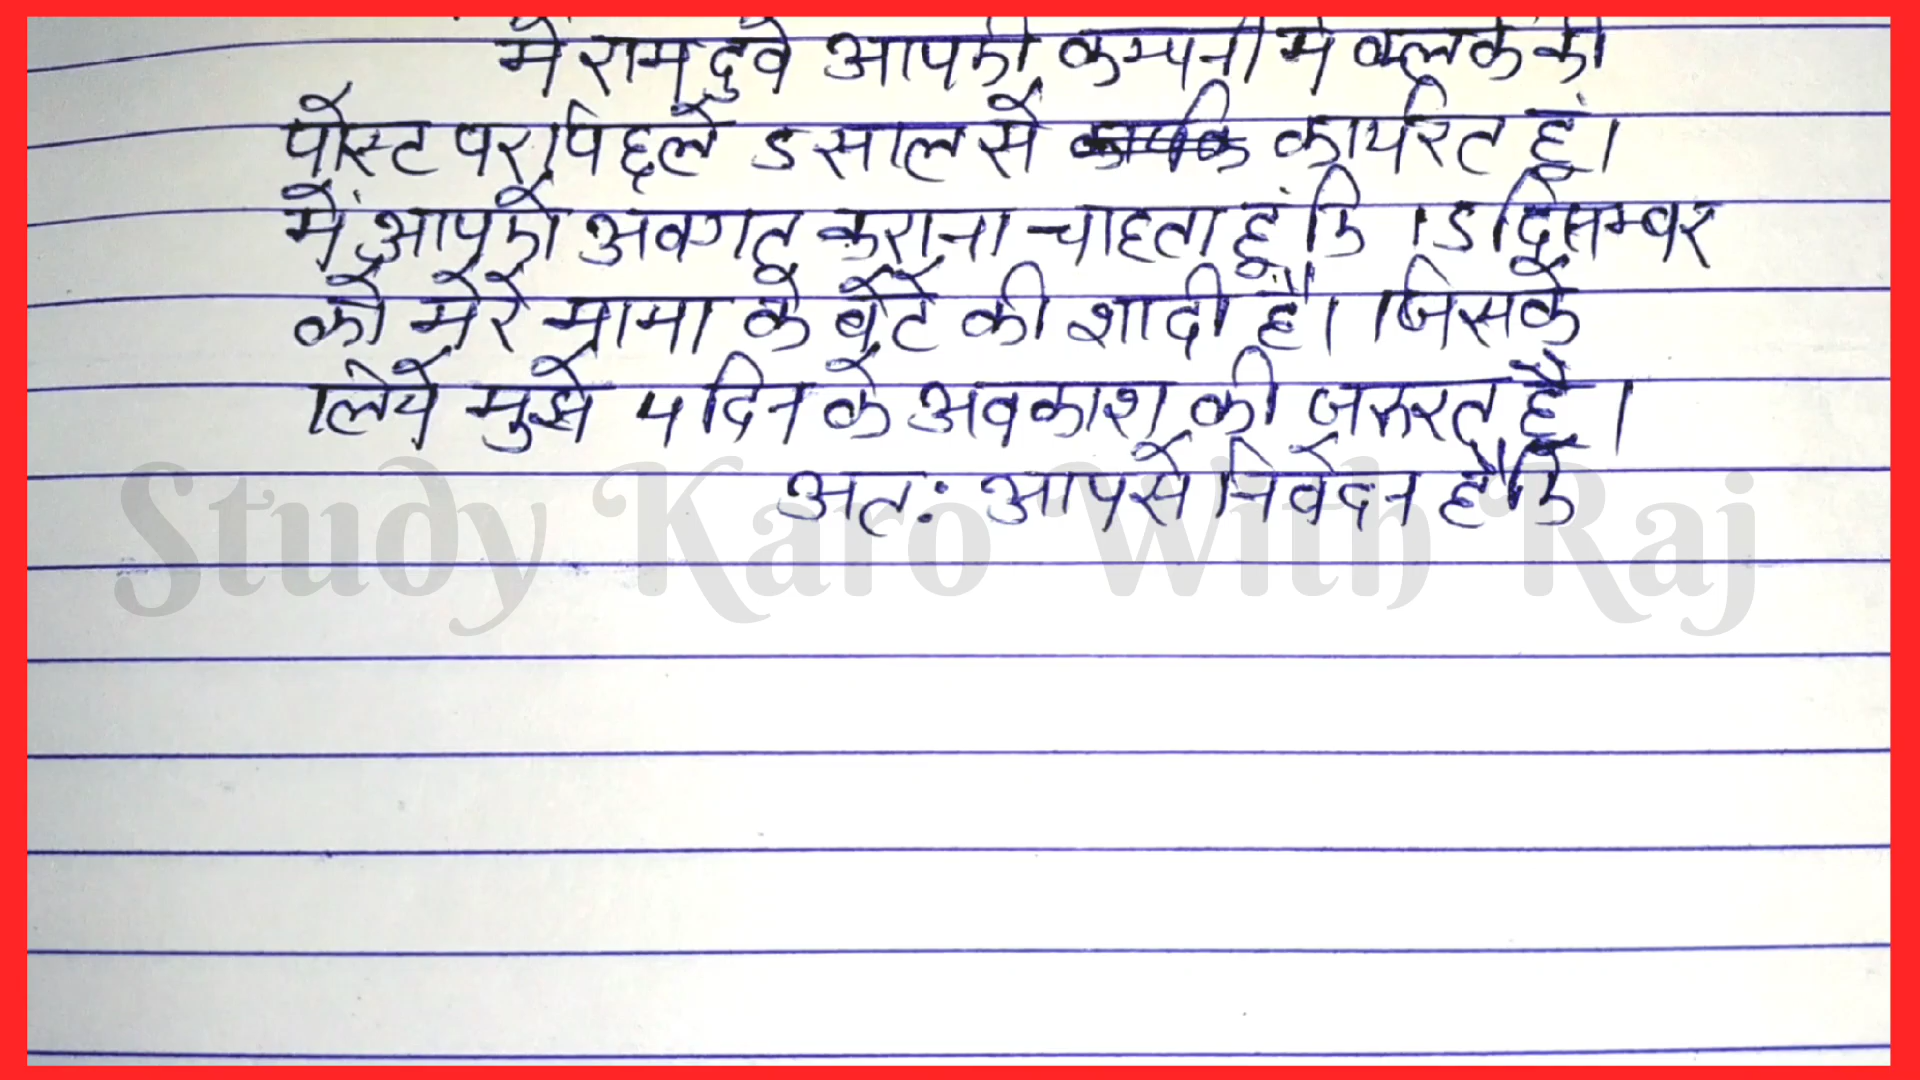 में राम दुवे आपकी कम्पनी में क्लर्क की
पोस्ट पर पिछले 5 साल से कार्यरत हूं।
में आपको अवगत कराना चाहता हूं कि 15 दिसम्बर
को मेरे मामा के बेटे की शादी है। जिसके
लिये मुझे 4 दिन के अवकाश की जरुरत है।
अत: आपसे निवेदन है कि
Study Karo With Raj